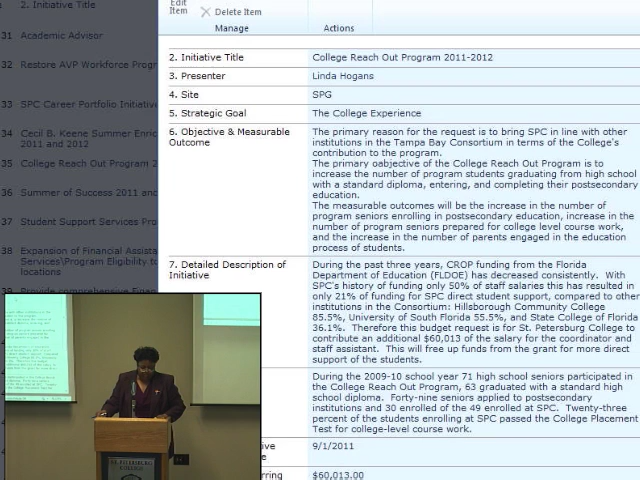 Edit
Item
Delete Item
Manage
Actions
2. Initiative Title
31 Academic Advisor
32 Restore AVP Workforce Progr
33 SPC Career Portfolio Initiative
34 Cecil B. Keene Summer Enric
2011 and 2012
35 College Reach Out Program 2
36 Summer of Success 2011 and
37 Student Support Services Pro
38 Expansion of Financial Assista
Services\Program Eligibility to
locations
39 Provide comprehensive Finan
2. Initiative Title College Reach Out Program 2011-2012
3. Presenter Linda Hogans
4. Site SPG
5. Strategic Goal The College Experience
6. Objective & Measurable
Outcome
The primary reason for the request is to bring SPC in line with other
institutions in the Tampa Bay Consortium in terms of the College's
contribution to the program.
The primary oabjective of the College Reach Out Program is to
increase the number of program students graduating from high school
with a standard diploma, entering, and completing their postsecondary
education.
The measurable outcomes will be the increase in the number of
program seniors enrolling in postsecondary education, increase in the
number of program seniors prepared for college level course work,
and the increase in the number of parents engaged in the education
process of students.
7. Detailed Description of
Initiative
During the past three years, CROP funding from the Florida
Department of Education (FLDOE) has decreased consistently. With
SPC's history of funding only 50% of staff salaries this has resulted in
only 21% of funding for SPC direct student support, compared to other
institutions in the Consortium: Hillsborough Community College
85.5%, University of South Florida 55.5%, and State College of Florida
36.1%. Therefore this budget request is for St. Petersburg College to
contribute an additional $60,013 of the salary for the coordinator and
staff assistant. This will free up funds from the grant for more direct
support of the students.
During the 2009-10 school year 71 high school seniors participated in
the College Reach Out Program, 63 graduated with a standard high
school diploma. Forty-nine seniors applied to postsecondary
institutions and 30 enrolled of the 49 enrolled at SPC. Twenty-three
percent of the students enrolling at SPC passed the College Placement
Test for college-level course work.
9/1/2011
$60,013.00
ST. PETERSBURG
COLLEGE